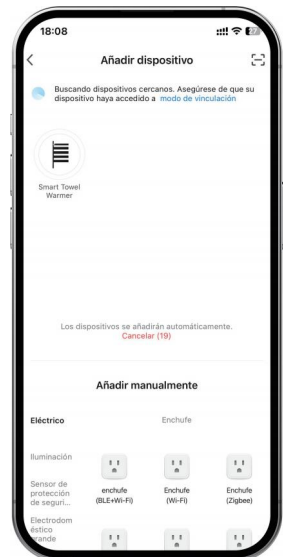 18:08
27
Añadir dispositivo
Buscando dispositivos cercanos. Asegúrese de que su
dispositivo haya accedido a modo de vinculación
Smart Towel
Warmer
Los dispositivos se añadirán automáticamente.
Cancelar (19)
Añadir manualmente
Eléctrico
Enchufe
Iluminación
Sensor de
protección
de seguri...
enchufe
(BLE+Wi-Fi)
Enchufe
(Wi-Fi)
Enchufe
(Zigbee)
Electrodom
éstico
grande